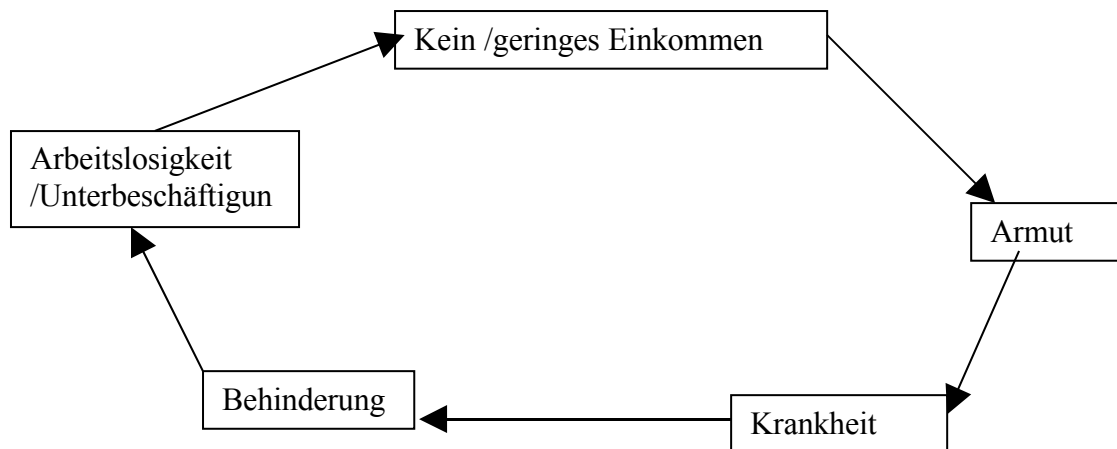 Kein /geringes Einkommen
Arbeitslosigkeit
/Unterbeschäftigun
Armut
Behinderung
Krankheit